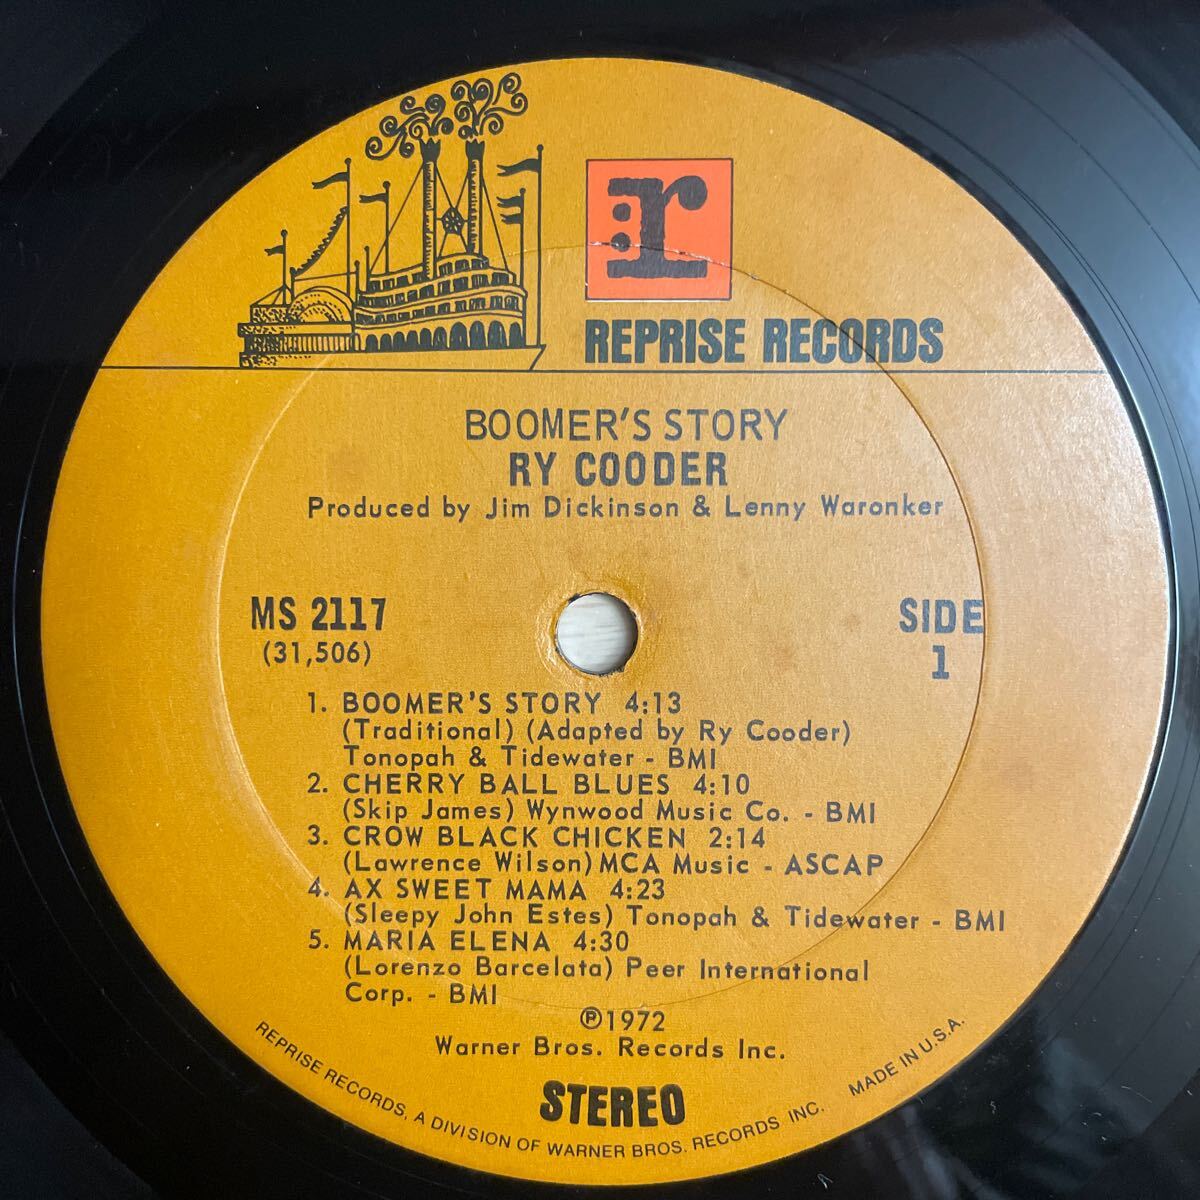 r:
REPRISE RECORDS
BOOMER'S STORY
RY COODER
Produced by Jim Dickinson & Lenny Waronker
MS 2117
(31,506)
SIDE
1
1. BOOMER'S STORY 4:13
(Traditional) (Adapted by Ry Cooder)
Tonopah & Tidewater - BMI
2. CHERRY BALL BLUES 4:10
(Skip James) Wynwood Music Co. - BMI
3. CROW BLACK CHICKEN 2:14
(Lawrence Wilson) MCA Music - ASCAP
4. AX SWEET MAMA 4:23
(Sleepy John Estes) Tonopah & Tidewater - BMI
5. MARIA ELENA 4:30
(Lorenzo Barcelata) Peer International
Corp. - BMI
℗1972
Warner Bros. Records Inc.
STEREO
REPRISE RECORDS, A DIVISION OF WARNER BROS. RECORDS INC. MADE IN U.S.A.